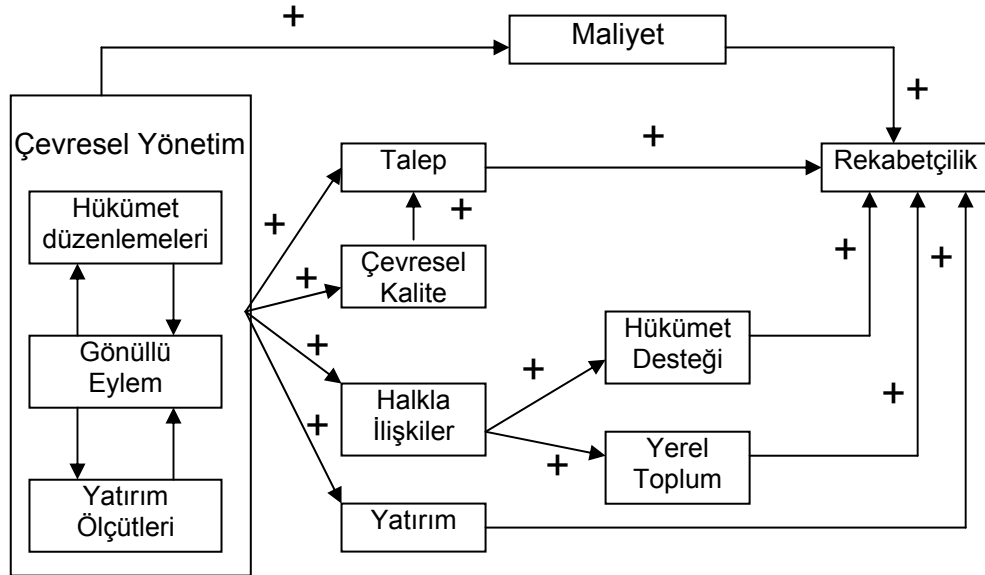 +
Maliyet
+
Çevresel Yönetim
Hükümet
düzenlemeleri
Gönüllü
Eylem
Yatırım
Ölçütleri
+
Talep
+
Rekabetçilik
+
+
Çevresel
Kalite
+
Halkla
İlişkiler
+
Hükümet
Desteği
+
+
Yerel
Toplum
+
+
Yatırım
+
+